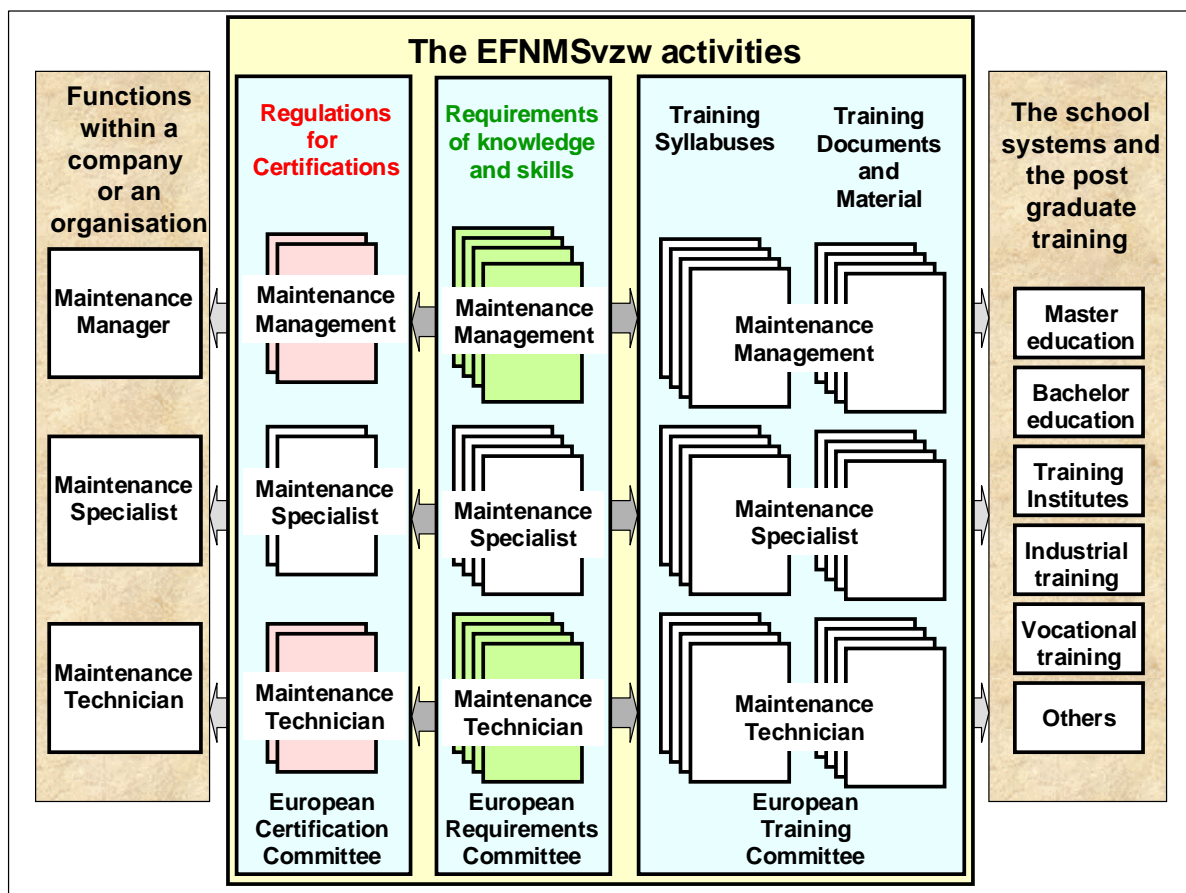 The EFNMSvzw activities
Functions
within a
company
or an
organisation
Maintenance
Manager
Maintenance
Specialist
Maintenance
Technician
Regulations
for
Certifications
Maintenance
Management
Maintenance
Specialist
Maintenance
Technician
European
Certification
Committee
Requirements
of knowledge
and skills
Maintenance
Management
Maintenance
Specialist
Maintenance
Technician
European
Requirements
Committee
Training
Syllabuses
Training
Documents
and
Material
Maintenance
Management
Maintenance
Specialist
Maintenance
Technician
European
Training
Committee
The school
systems and
the post
graduate
training
Master
education
Bachelor
education
Training
Institutes
Industrial
training
Vocational
training
Others